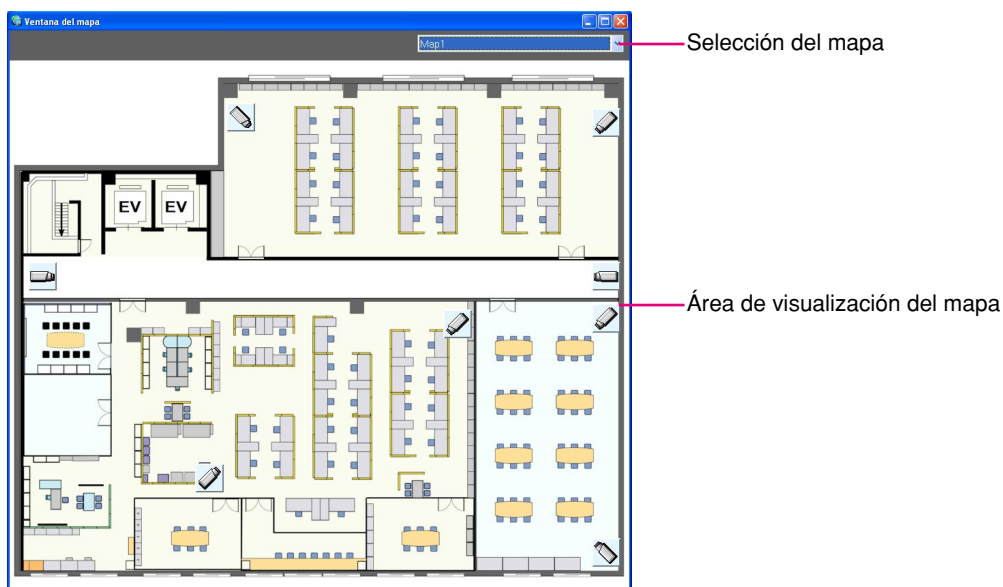 Ventana del mapa
Map1
Selección del mapa
EV EV
Área de visualización del mapa